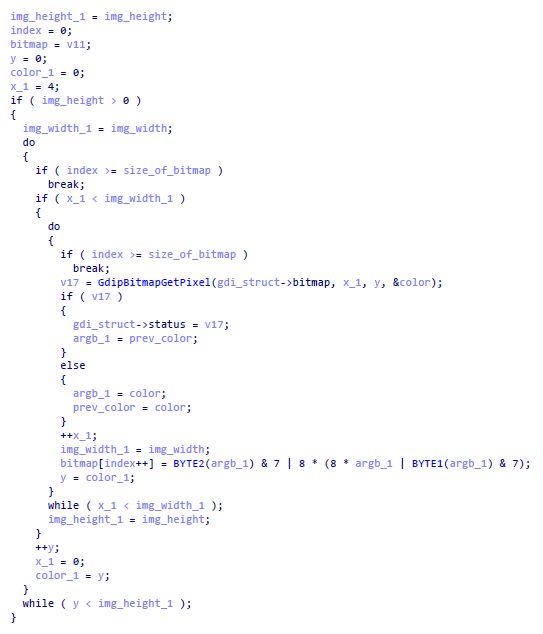 img_height_1 = img_height;
index = 0;
bitmap = v11;
y = 0;
color_1 = 0;
x_1 = 4;
if ( img_height > 0 )
{
img_width_1 = img_width;
do
{
if ( index >= size_of_bitmap )
break;
if ( x_1 < img_width_1 )
{
do
{
if ( index >= size_of_bitmap )
break;
v17 = GdipBitmapGetPixel(gdi_struct->bitmap, x_1, y, &color);
if ( v17 )
{
gdi_struct->status = v17;
argb_1 = prev_color;
}
else
{
argb_1 = color;
prev_color = color;
}
++x_1;
img_width_1 = img_width;
bitmap[index++] = BYTE2(argb_1) & 7 | 8 * (8 * argb_1 | BYTE1(argb_1) & 7);
y = color_1;
}
while ( x_1 < img_width_1 );
img_height_1 = img_height;
}
++y;
x_1 = 0;
color_1 = y;
}
while ( y < img_height_1 );
}